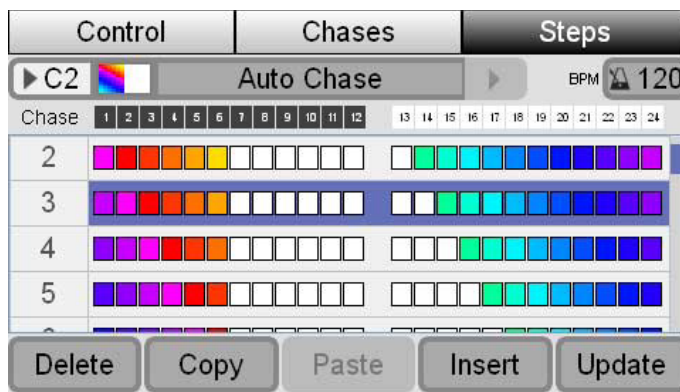 Control Chases Steps
C2 Auto Chase BPM 120
Chase 1 2 3 4 5 6 7 8 9 10 11 12 13 14 15 16 17 18 19 20 21 22 23 24
2
3
4
5
Delete Copy Paste Insert Update